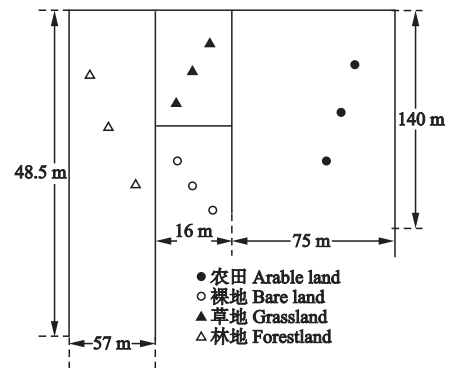 140 m
48.5 m
16 m
75 m
● 农田 Arable land
○ 裸地 Bare land
▲ 草地 Grassland
△ 林地 Forestland
57 m